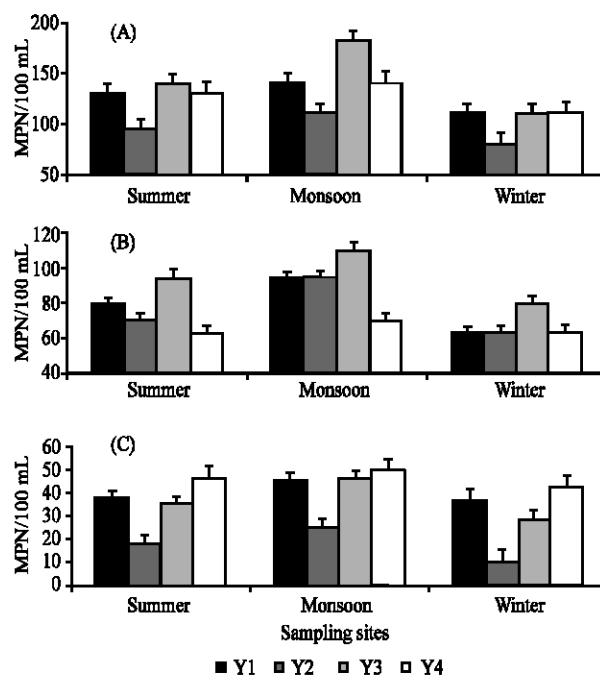 (A)
MPN/100 mL
200
150
100
50
Summer Monsoon Winter
(B)
MPN/100 mL
120
100
80
60
40
Summer Monsoon Winter
(C)
MPN/100 mL
60
50
40
30
20
10
0
Summer Monsoon Winter
Sampling sites
Y1 Y2 Y3 Y4